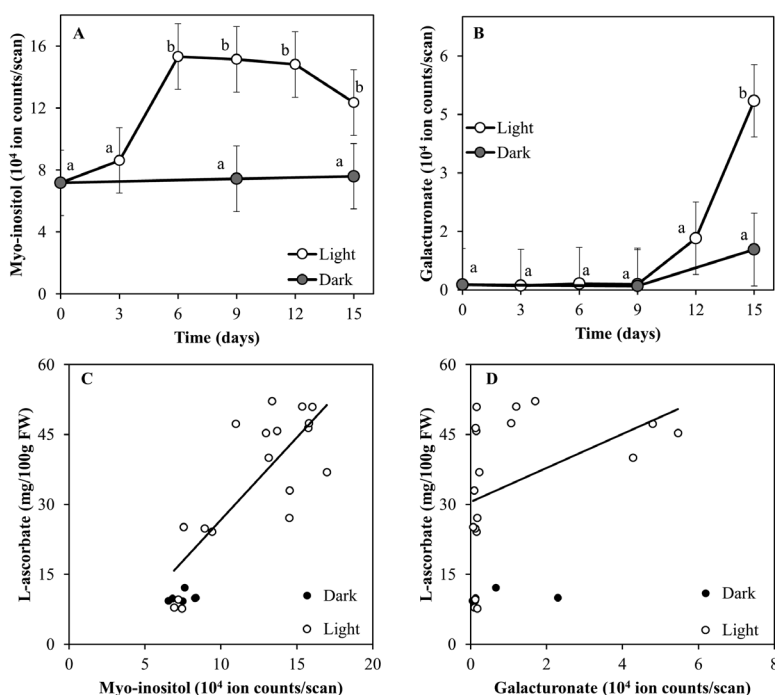 A
16
12
8
4
0
Myo-inositol (10⁴ ion counts/scan)
a
a
b
b
b
b
a
a
Light
Dark
0 3 6 9 12 15
Time (days)
B
6
5
3
2
0
Galacturonate (10⁴ ion counts/scan)
Light
Dark
a
a
a
a
a
b
a
0 3 6 9 12 15
Time (days)
C
60
45
30
15
0
L-ascorbate (mg/100g FW)
Dark
Light
0 5 10 15 20
Myo-inositol (10⁴ ion counts/scan)
D
60
45
30
15
0
L-ascorbate (mg/100g FW)
Dark
Light
0 4 8
Galacturonate (10⁴ ion counts/scan)